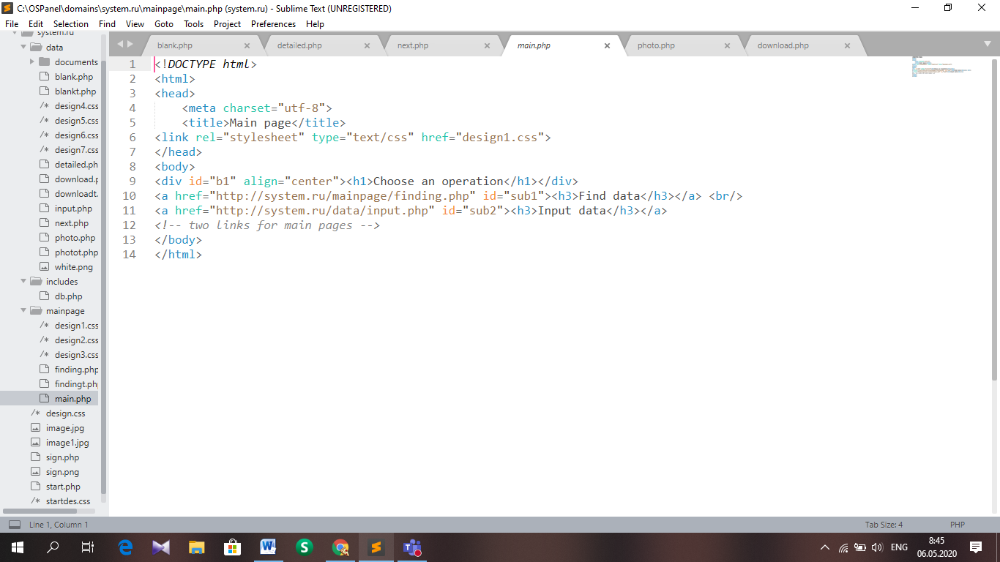 C:\OSPanel\domains\system.ru\mainpage\main.php (system.ru) - Sublime Text (UNREGISTERED)
File Edit Selection Find View Goto Tools Project Preferences Help
system.ru
data
documents
blank.php
blankt.php
design4.css
design5.css
design6.css
design7.css
detailed.ph
download.p
downloadt.
input.php
next.php
photo.php
photot.php
white.png
includes
db.php
mainpage
design1.css
design2.css
design3.css
finding.php
findingt.ph
main.php
design.css
image.jpg
image1.jpg
sign.php
sign.png
start.php
startdes.css
blank.php detailed.php next.php main.php photo.php download.php
1 <!DOCTYPE html>
2 <html>
3 <head>
4 <meta charset="utf-8">
5 <title>Main page</title>
6 <link rel="stylesheet" type="text/css" href="design1.css">
7 </head>
8 <body>
9 <div id="b1" align="center"><h1>Choose an operation</h1></div>
10 <a href="http://system.ru/mainpage/finding.php" id="sub1"><h3>Find data</h3></a> <br/>
11 <a href="http://system.ru/data/input.php" id="sub2"><h3>Input data</h3></a>
12 <!-- two links for main pages -->
13 </body>
14 </html>
Line 1, Column 1 Tab Size: 4 PHP
ENG 8:45
06.05.2020